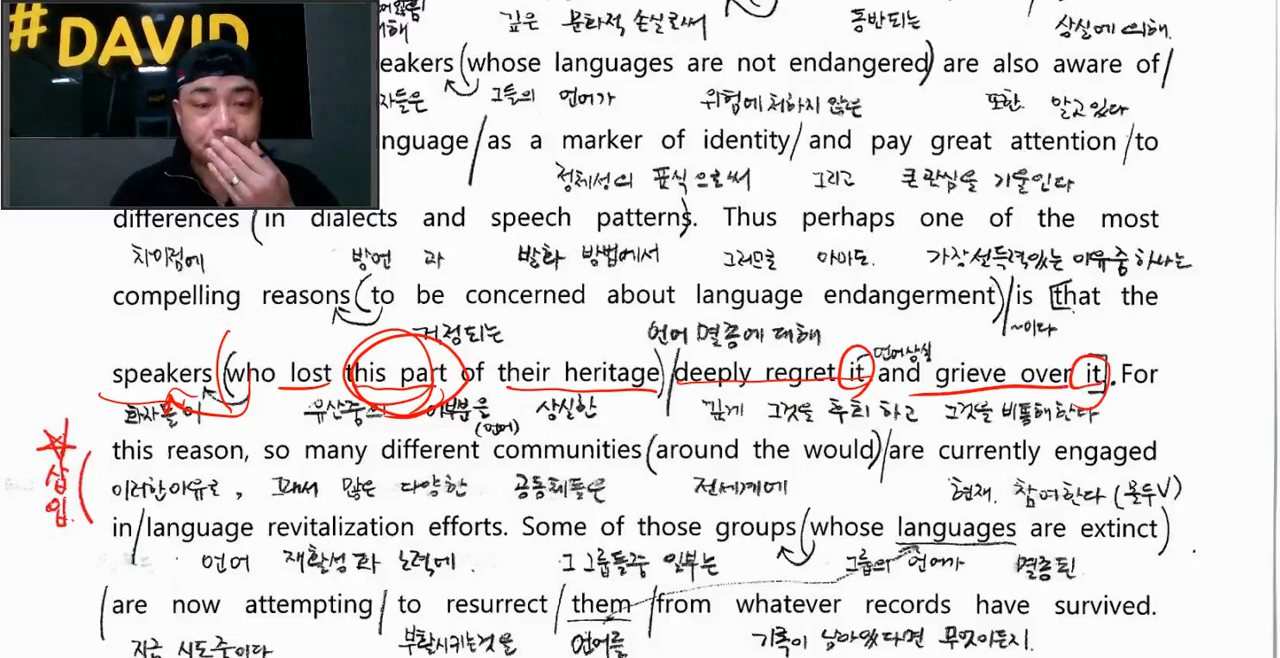 # DAVID
깊은 문화적 손실로써 동반되는 상실에 의해.
eakers (whose languages are not endangered) are also aware of/
자들은 그들의 언어가 위험에 처하지 않은 또한 알고있다
nguage / as a marker of identity / and pay great attention / to
정체성의 표식으로써 그리고 큰관심을 기울인다
differences (in dialects and speech patterns). Thus perhaps one of the most
차이점에 방언 과 발화 방법에서 그러므로 아마도. 가장설득력있는 이유중하나는
compelling reasons (to be concerned about language endangerment) / is that the
걱정되는 언어 멸종에 대해 ~이다
speakers (who lost this part of their heritage) / deeply regret it 언어상실 and grieve over it. For
화자들이 유산중의 이부분을 (언어) 상실한 깊게 그것을 후회 하고 그것을 비통해한다
this reason, so many different communities (around the would) / are currently engaged
삽입. 이러한이유로, 그래서 많은 다양한 공동체들은 전세계에 현재. 참여한다 (몰두V)
in / language revitalization efforts. Some of those groups (whose languages are extinct)
언어 재활성화 노력에. 그 그룹들중 일부는 그룹의 언어가 멸종된
/ are now attempting / to resurrect / them / from whatever records have survived.
지금 시도중이다 부활시키는것을 언어를 기록이 남아있다면 무엇이든지.